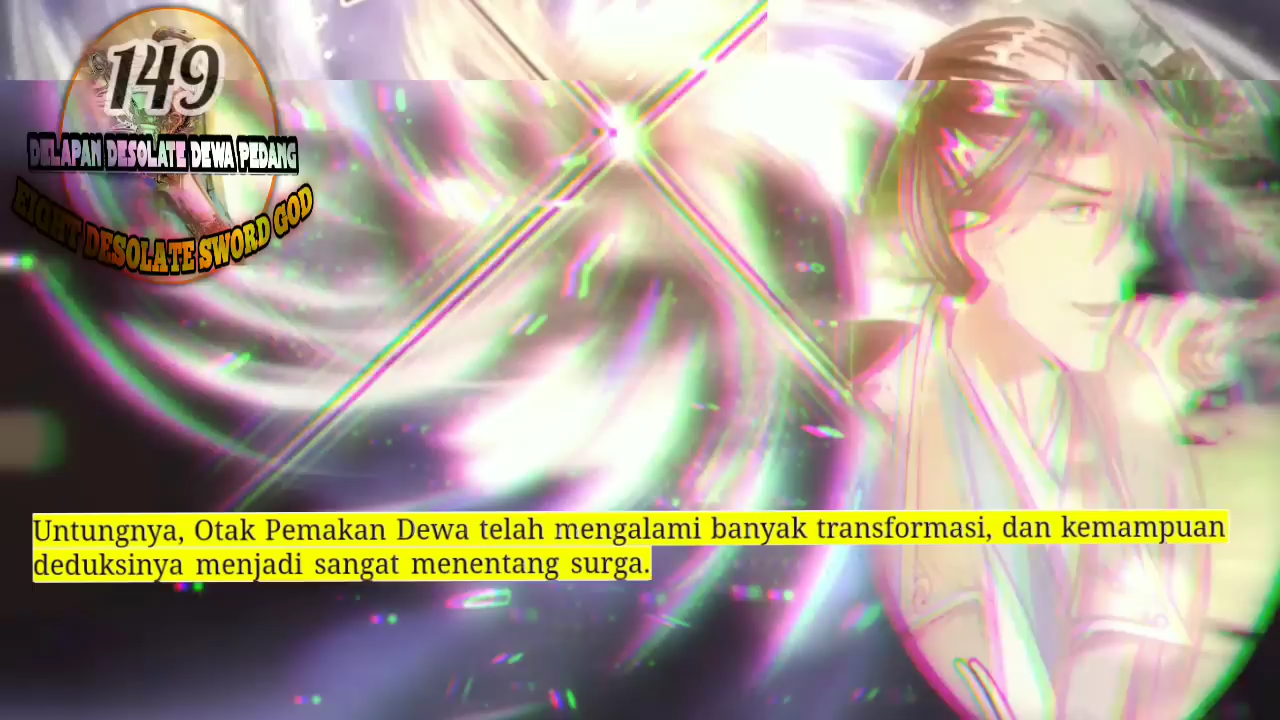 149
DELAPAN DESOLATE DEWA PEDANG
EIGHT DESOLATE SWORD GOD
Untungnya, Otak Pemakan Dewa telah mengalami banyak transformasi, dan kemampuan
deduksinya menjadi sangat menentang surga.